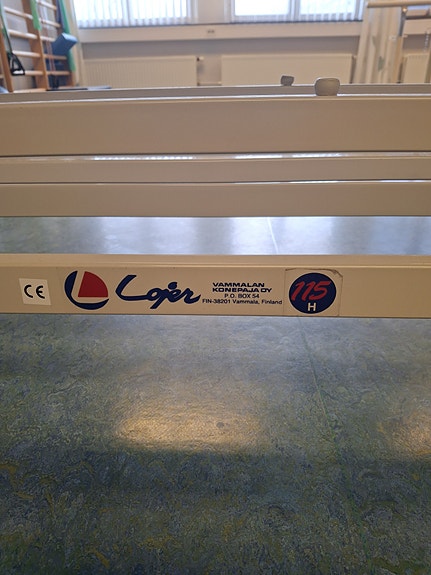 CE
Lojer
VAMMALAN
KONEPAJA OY
P.O. BOX 54
FIN-38201 Vammala, Finland
115
H